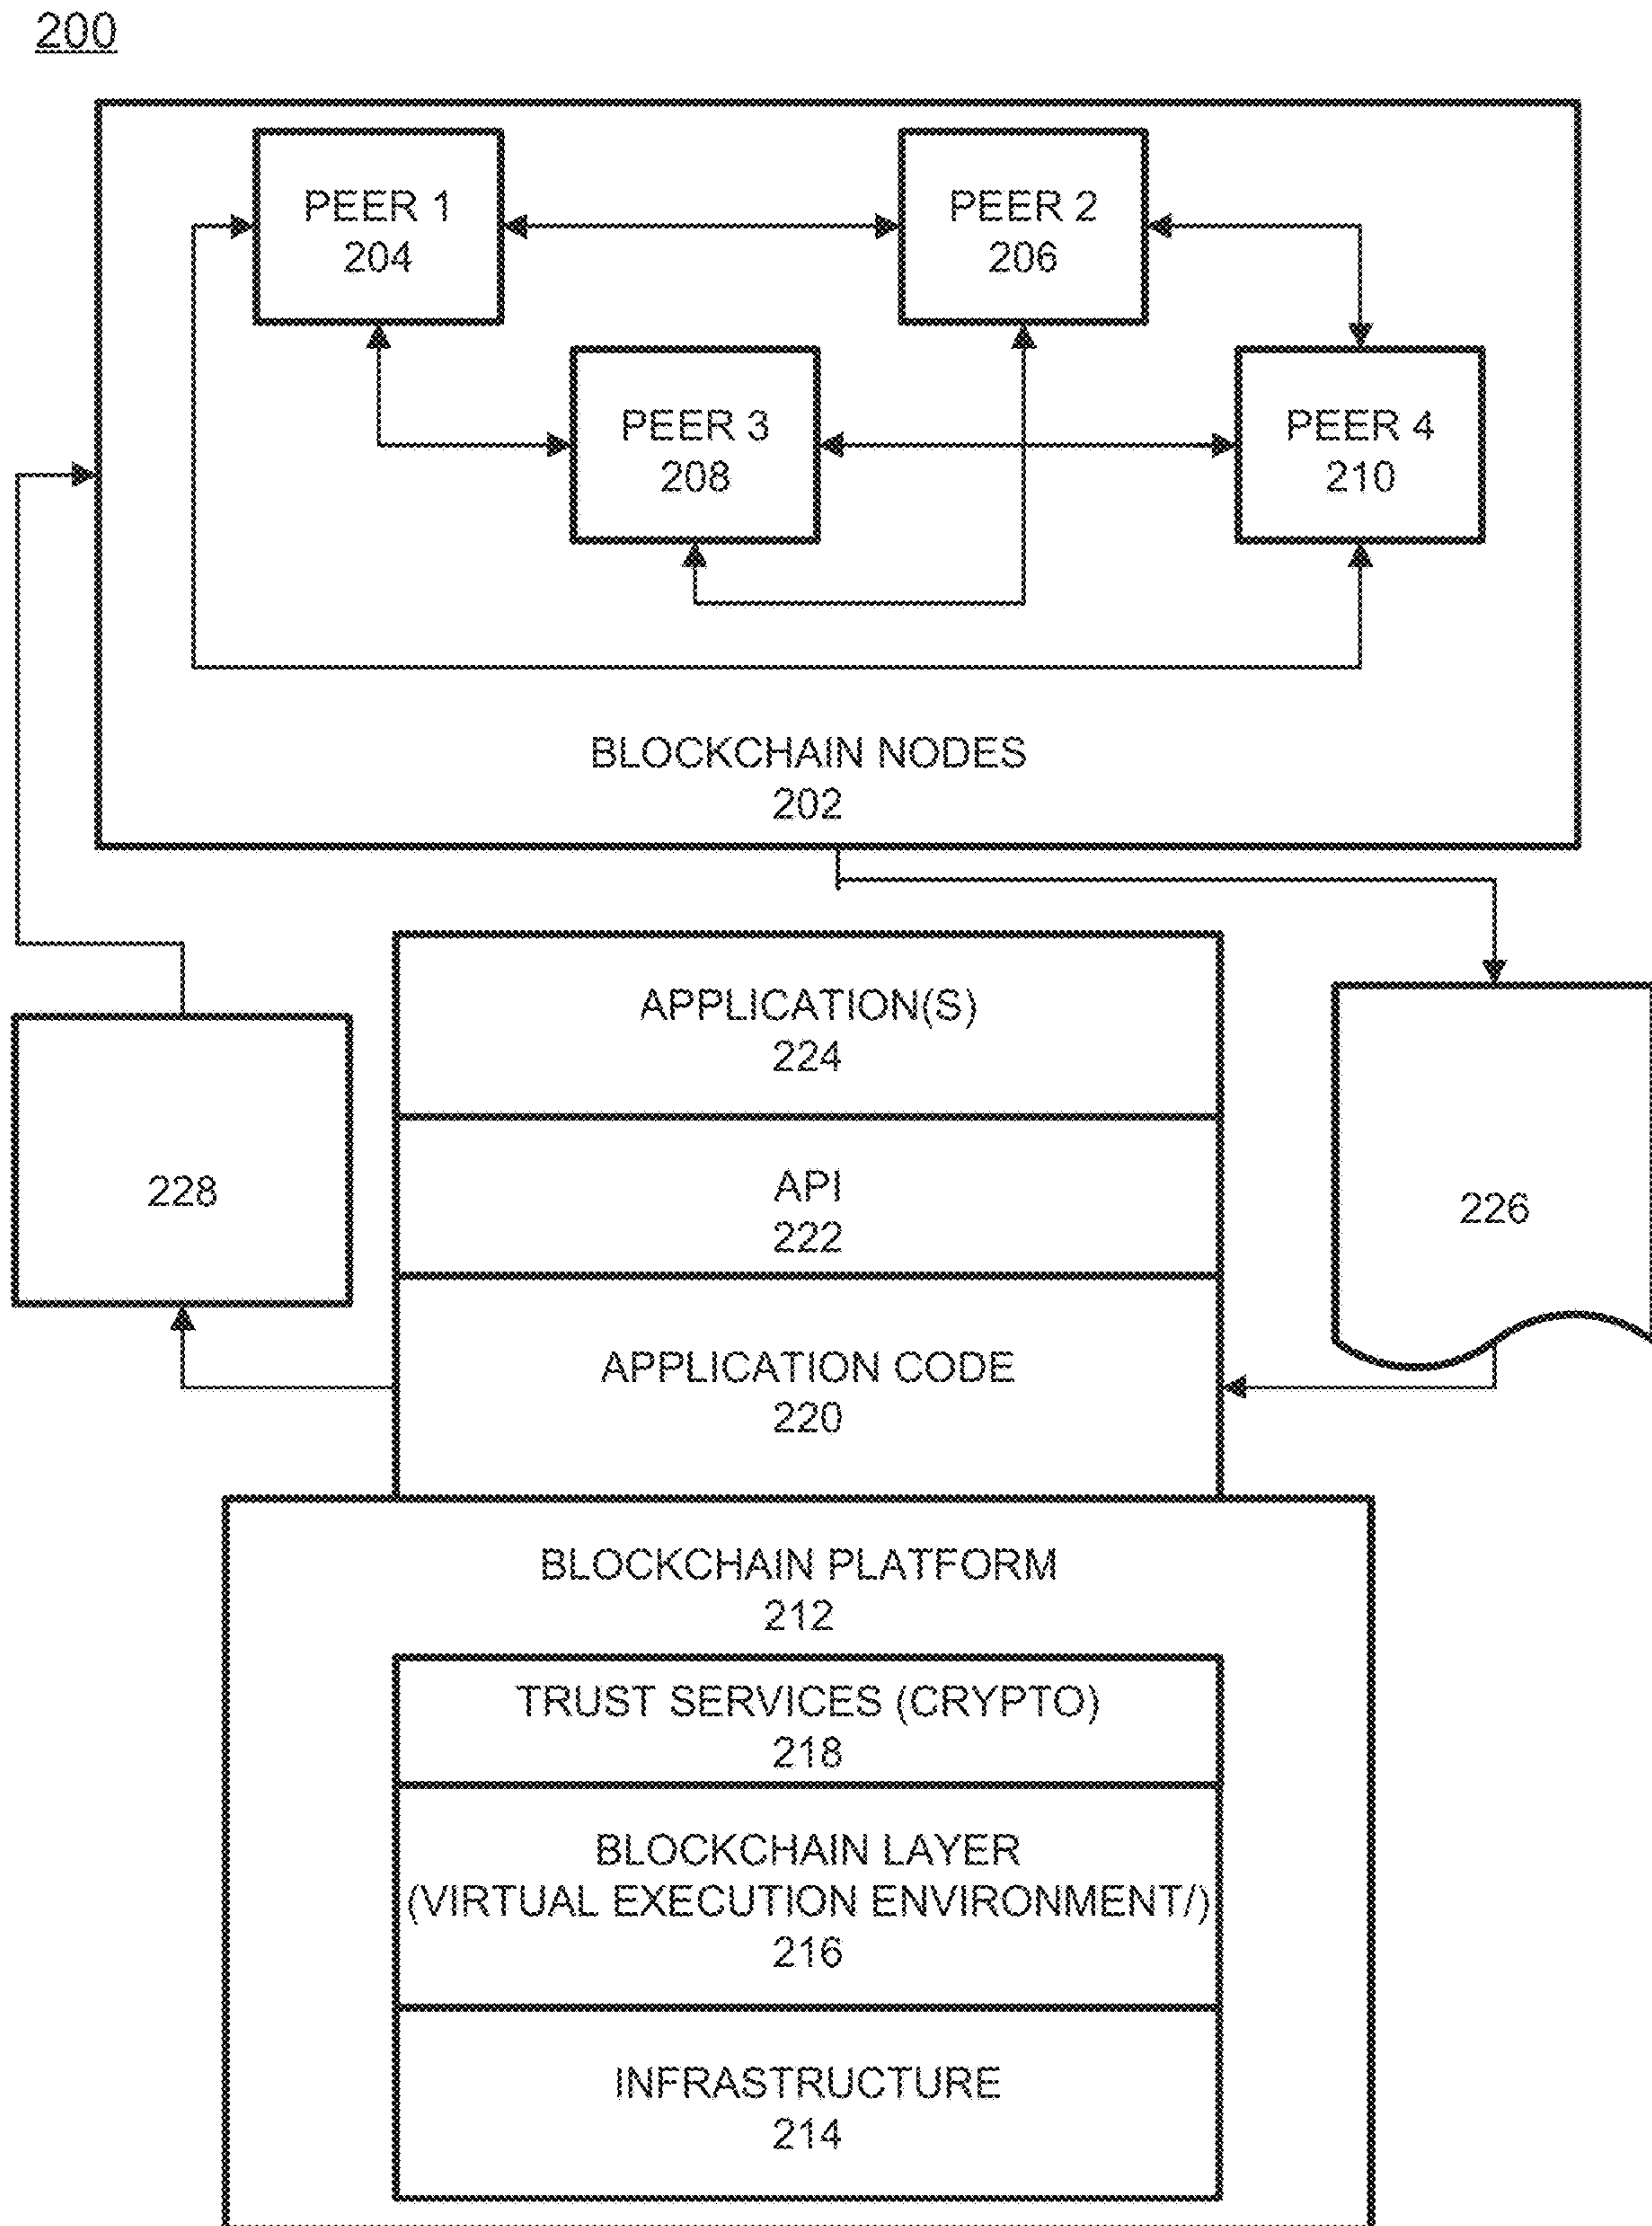 200
PEER 1
204
PEER 2
206
PEER 3
208
PEER 4
210
BLOCKCHAIN NODES
202
APPLICATION(S)
224
API
222
228
226
APPLICATION CODE
220
BLOCKCHAIN PLATFORM
212
TRUST SERVICES (CRYPTO)
218
BLOCKCHAIN LAYER
(VIRTUAL EXECUTION ENVIRONMENT/)
216
INFRASTRUCTURE
214